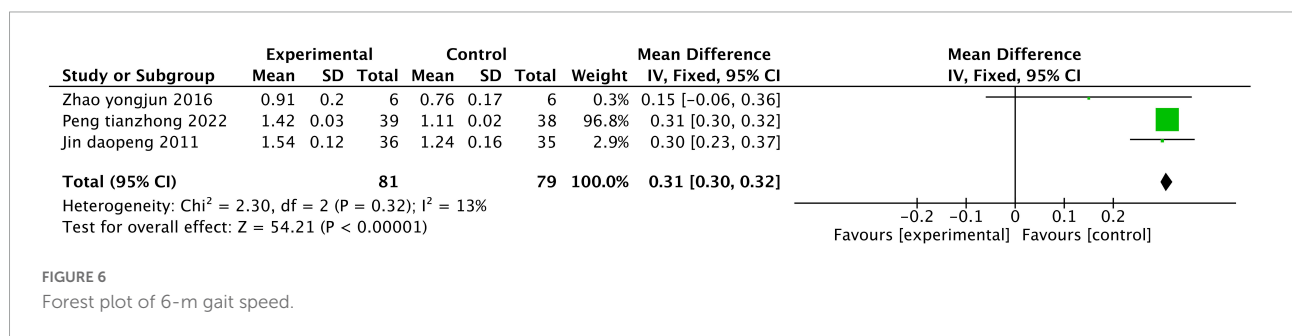 Experimental Control Mean Difference Mean Difference
Study or Subgroup Mean SD Total Mean SD Total Weight IV, Fixed, 95% CI IV, Fixed, 95% CI
Zhao yongjun 2016 0.91 0.2 6 0.76 0.17 6 0.3% 0.15 [−0.06, 0.36]
Peng tianzhong 2022 1.42 0.03 39 1.11 0.02 38 96.8% 0.31 [0.30, 0.32]
Jin daopeng 2011 1.54 0.12 36 1.24 0.16 35 2.9% 0.30 [0.23, 0.37]
Total (95% CI) 81 79 100.0% 0.31 [0.30, 0.32]
Heterogeneity: Chi² = 2.30, df = 2 (P = 0.32); I² = 13%
Test for overall effect: Z = 54.21 (P < 0.00001)
-0.2 -0.1 0 0.1 0.2
Favours [experimental] Favours [control]
FIGURE 6
Forest plot of 6-m gait speed.